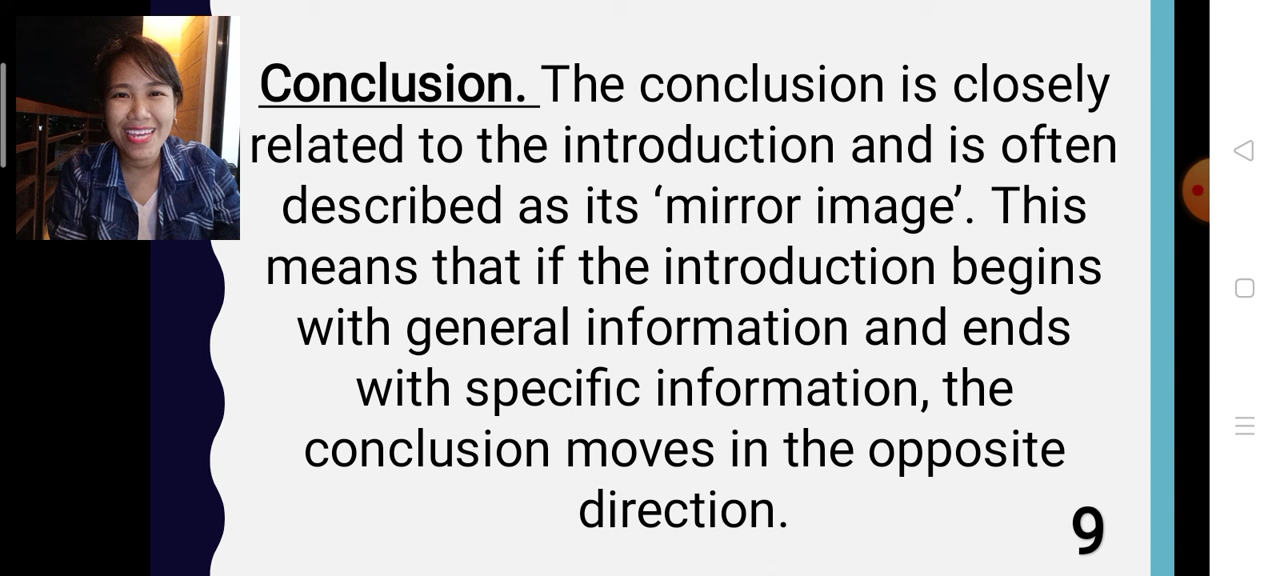 Conclusion. The conclusion is closely
related to the introduction and is often
described as its ‘mirror image’. This
means that if the introduction begins
with general information and ends
with specific information, the
conclusion moves in the opposite
direction.
9